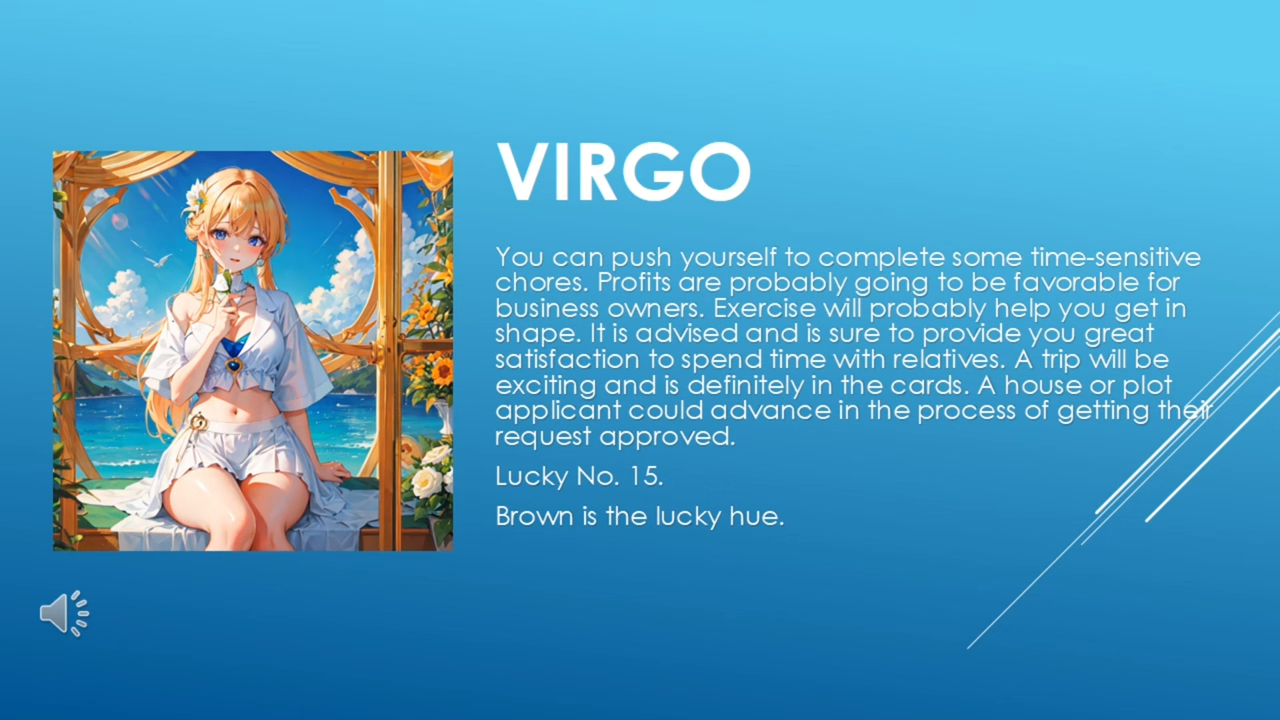 VIRGO
You can push yourself to complete some time-sensitive
chores. Profits are probably going to be favorable for
business owners. Exercise will probably help you get in
shape. It is advised and is sure to provide you great
satisfaction to spend time with relatives. A trip will be
exciting and is definitely in the cards. A house or plot
applicant could advance in the process of getting their
request approved.
Lucky No. 15.
Brown is the lucky hue.